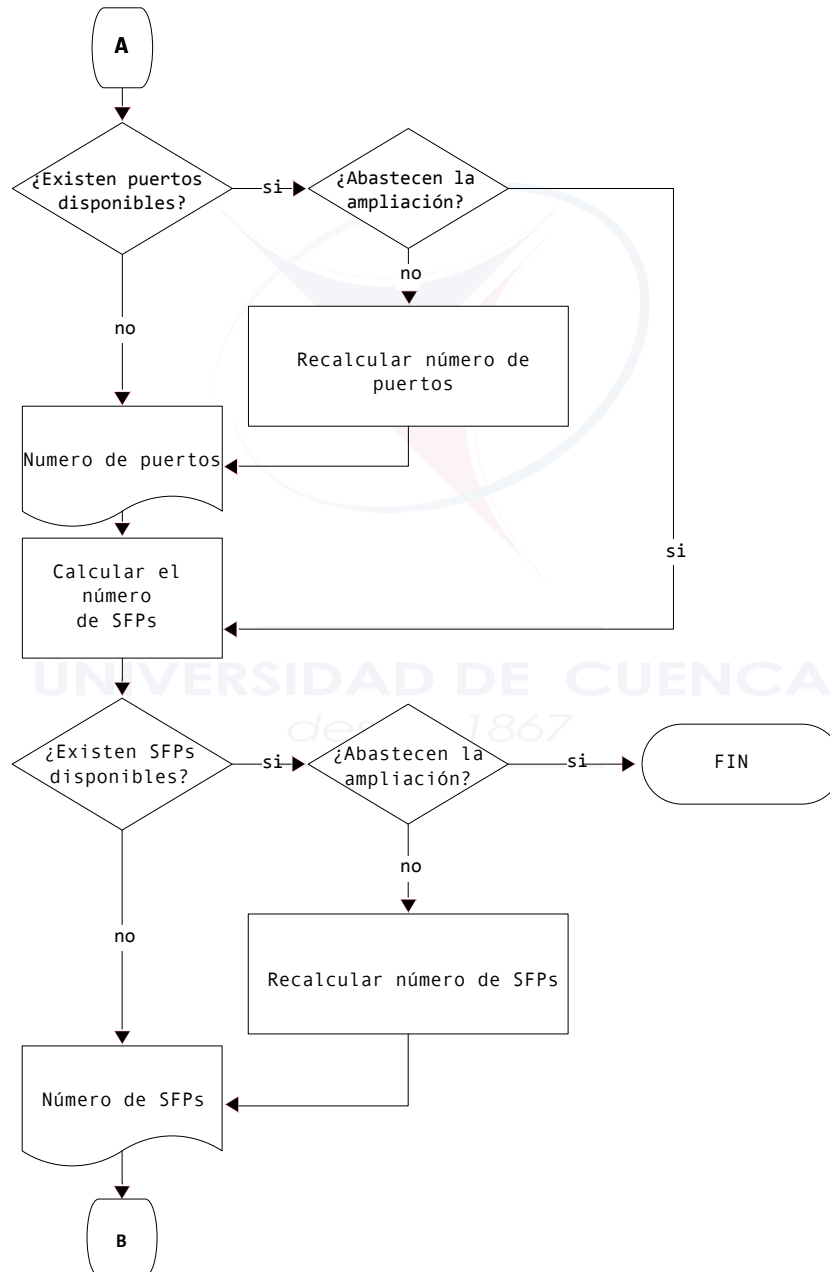 A
¿Existen puertos
disponibles?
si
¿Abastecen la
ampliación?
no
no
Recalcular número de
puertos
Numero de puertos
si
Calcular el
número
de SFPs
UNIVERSIDAD DE CUENCA
1867
¿Existen SFPs
disponibles?
si
¿Abastecen la
ampliación?
si
FIN
no
no
Recalcular número de SFPs
Número de SFPs
B